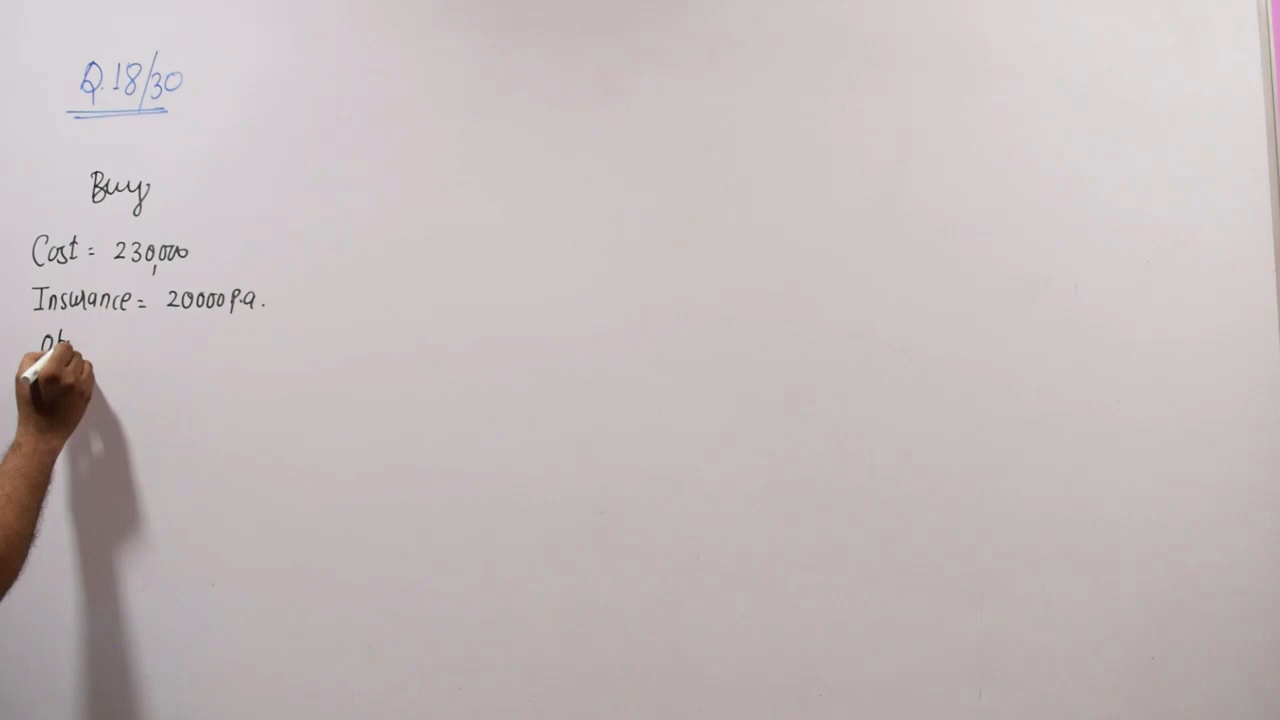 Q.18/30
Buy
Cost = 230,000
Insurance = 20000 P.a.